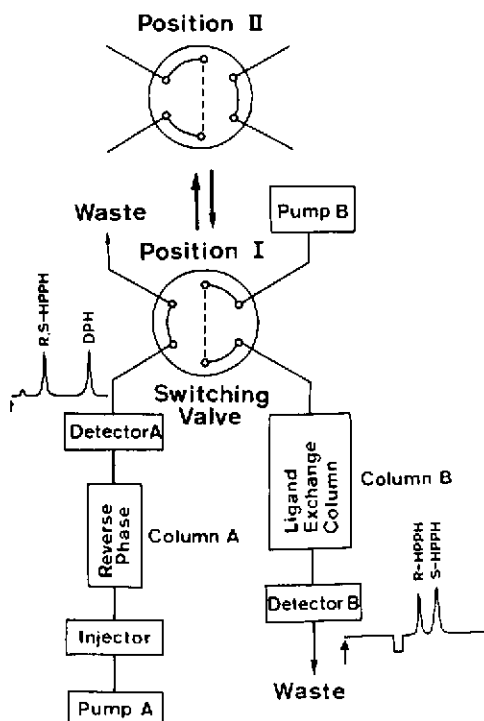 Position II
Waste
Pump B
Position I
R,S-HPPH
DPH
Switching
Valve
DetectorA
Reverse
Phase
Column A
Ligand
Exchange
Column
Column B
R-HPPH
S-HPPH
Injector
Detector B
Pump A
Waste